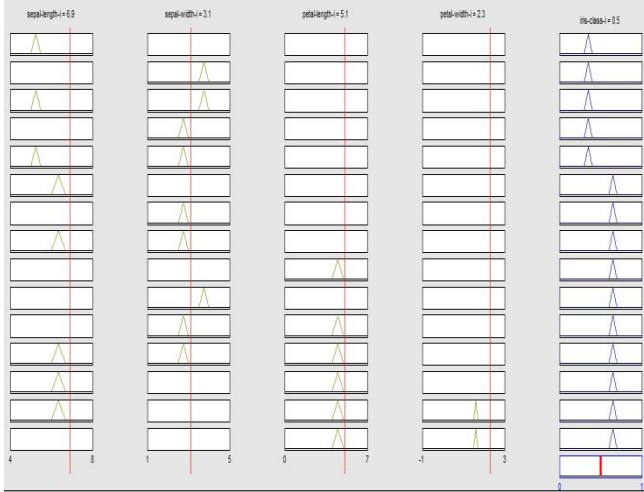 sepal-length-i = 6.9
sepal-width-i = 3.1
petal-length-i = 5.1
petal-width-i = 2.3
iris-class-i = 0.5
4 8
1 5
0 7
-1 3
0